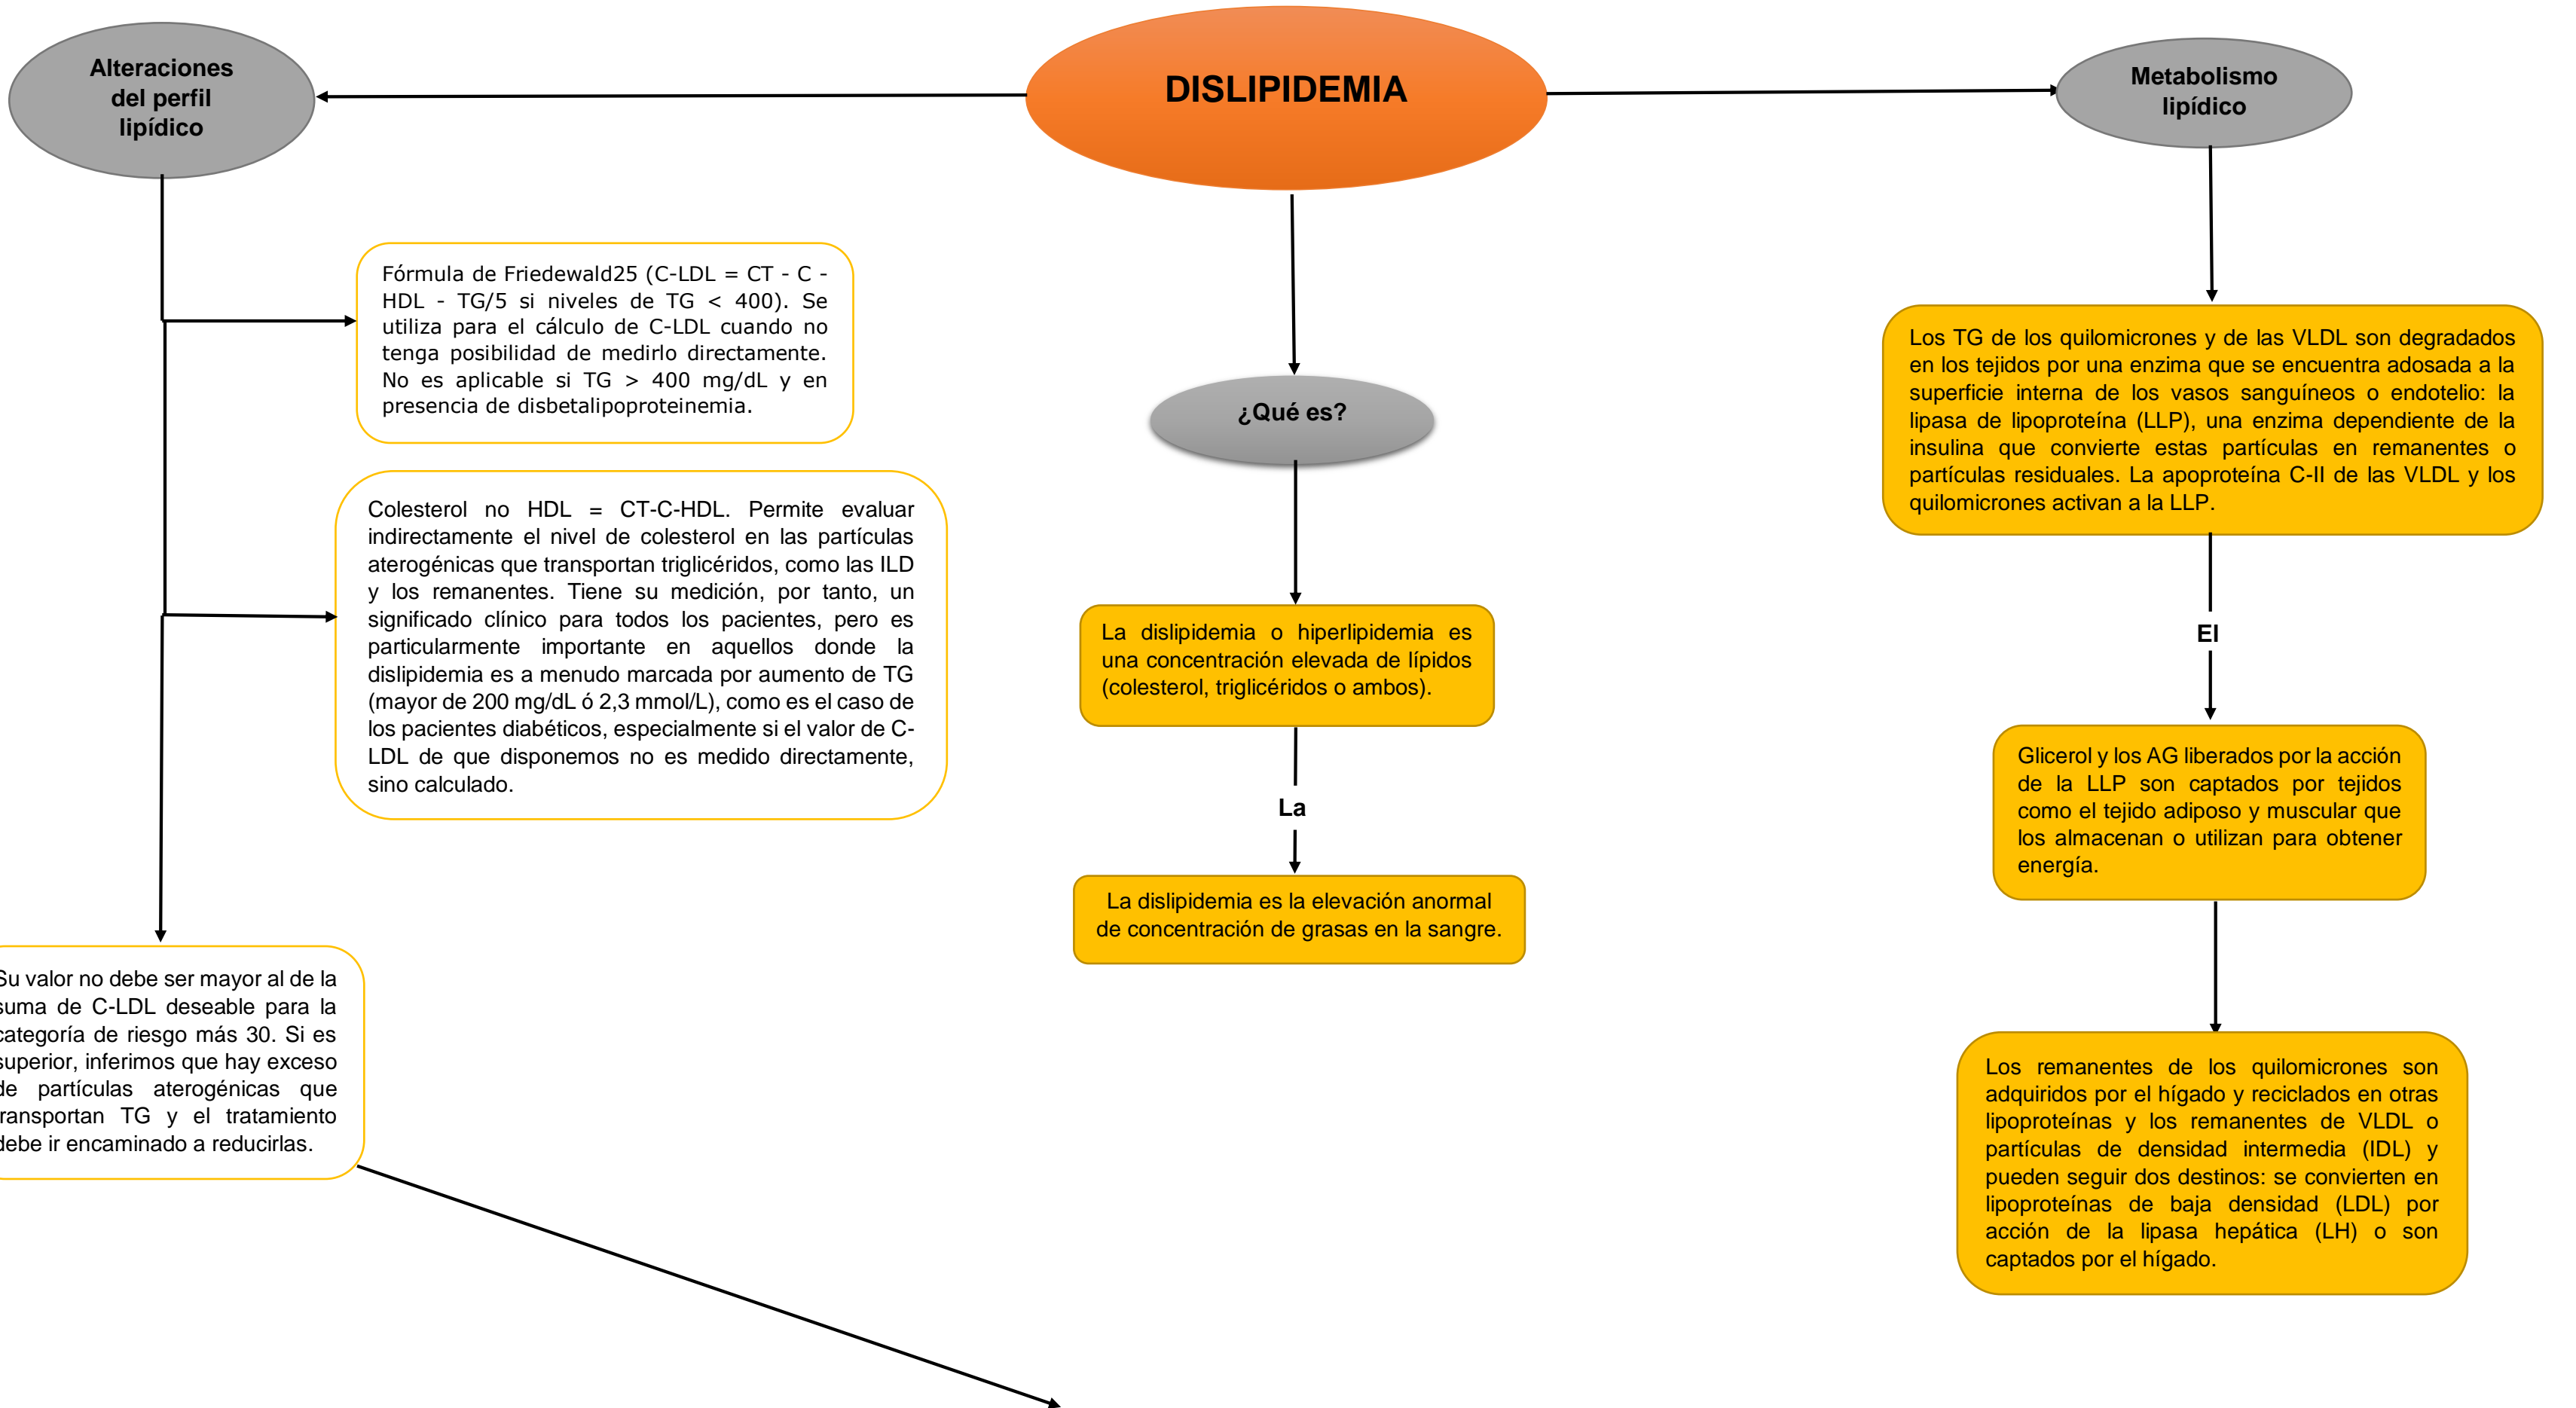 DISLIPIDEMIA
Alteraciones
del perfil
lipídico
Fórmula de Friedewald25 (C-LDL = CT - C -
HDL - TG/5 si niveles de TG < 400). Se
utiliza para el cálculo de C-LDL cuando no
tenga posibilidad de medirlo directamente.
No es aplicable si TG > 400 mg/dL y en
presencia de disbetalipoproteinemia.
Colesterol no HDL = CT-C-HDL. Permite evaluar
indirectamente el nivel de colesterol en las partículas
aterogénicas que transportan triglicéridos, como las ILD
y los remanentes. Tiene su medición, por tanto, un
significado clínico para todos los pacientes, pero es
particularmente importante en aquellos donde la
dislipidemia es a menudo marcada por aumento de TG
(mayor de 200 mg/dL ó 2,3 mmol/L), como es el caso de
los pacientes diabéticos, especialmente si el valor de C-
LDL de que disponemos no es medido directamente,
sino calculado.
Su valor no debe ser mayor al de la
suma de C-LDL deseable para la
categoría de riesgo más 30. Si es
superior, inferimos que hay exceso
de partículas aterogénicas que
transportan TG y el tratamiento
debe ir encaminado a reducirlas.
¿Qué es?
La dislipidemia o hiperlipidemia es
una concentración elevada de lípidos
(colesterol, triglicéridos o ambos).
La
La dislipidemia es la elevación anormal
de concentración de grasas en la sangre.
Metabolismo
lipídico
Los TG de los quilomicrones y de las VLDL son degradados
en los tejidos por una enzima que se encuentra adosada a la
superficie interna de los vasos sanguíneos o endotelio: la
lipasa de lipoproteína (LLP), una enzima dependiente de la
insulina que convierte estas partículas en remanentes o
partículas residuales. La apoproteína C-II de las VLDL y los
quilomicrones activan a la LLP.
El
Glicerol y los AG liberados por la acción
de la LLP son captados por tejidos
como el tejido adiposo y muscular que
los almacenan o utilizan para obtener
energía.
Los remanentes de los quilomicrones son
adquiridos por el hígado y reciclados en otras
lipoproteínas y los remanentes de VLDL o
partículas de densidad intermedia (IDL) y
pueden seguir dos destinos: se convierten en
lipoproteínas de baja densidad (LDL) por
acción de la lipasa hepática (LH) o son
captados por el hígado.